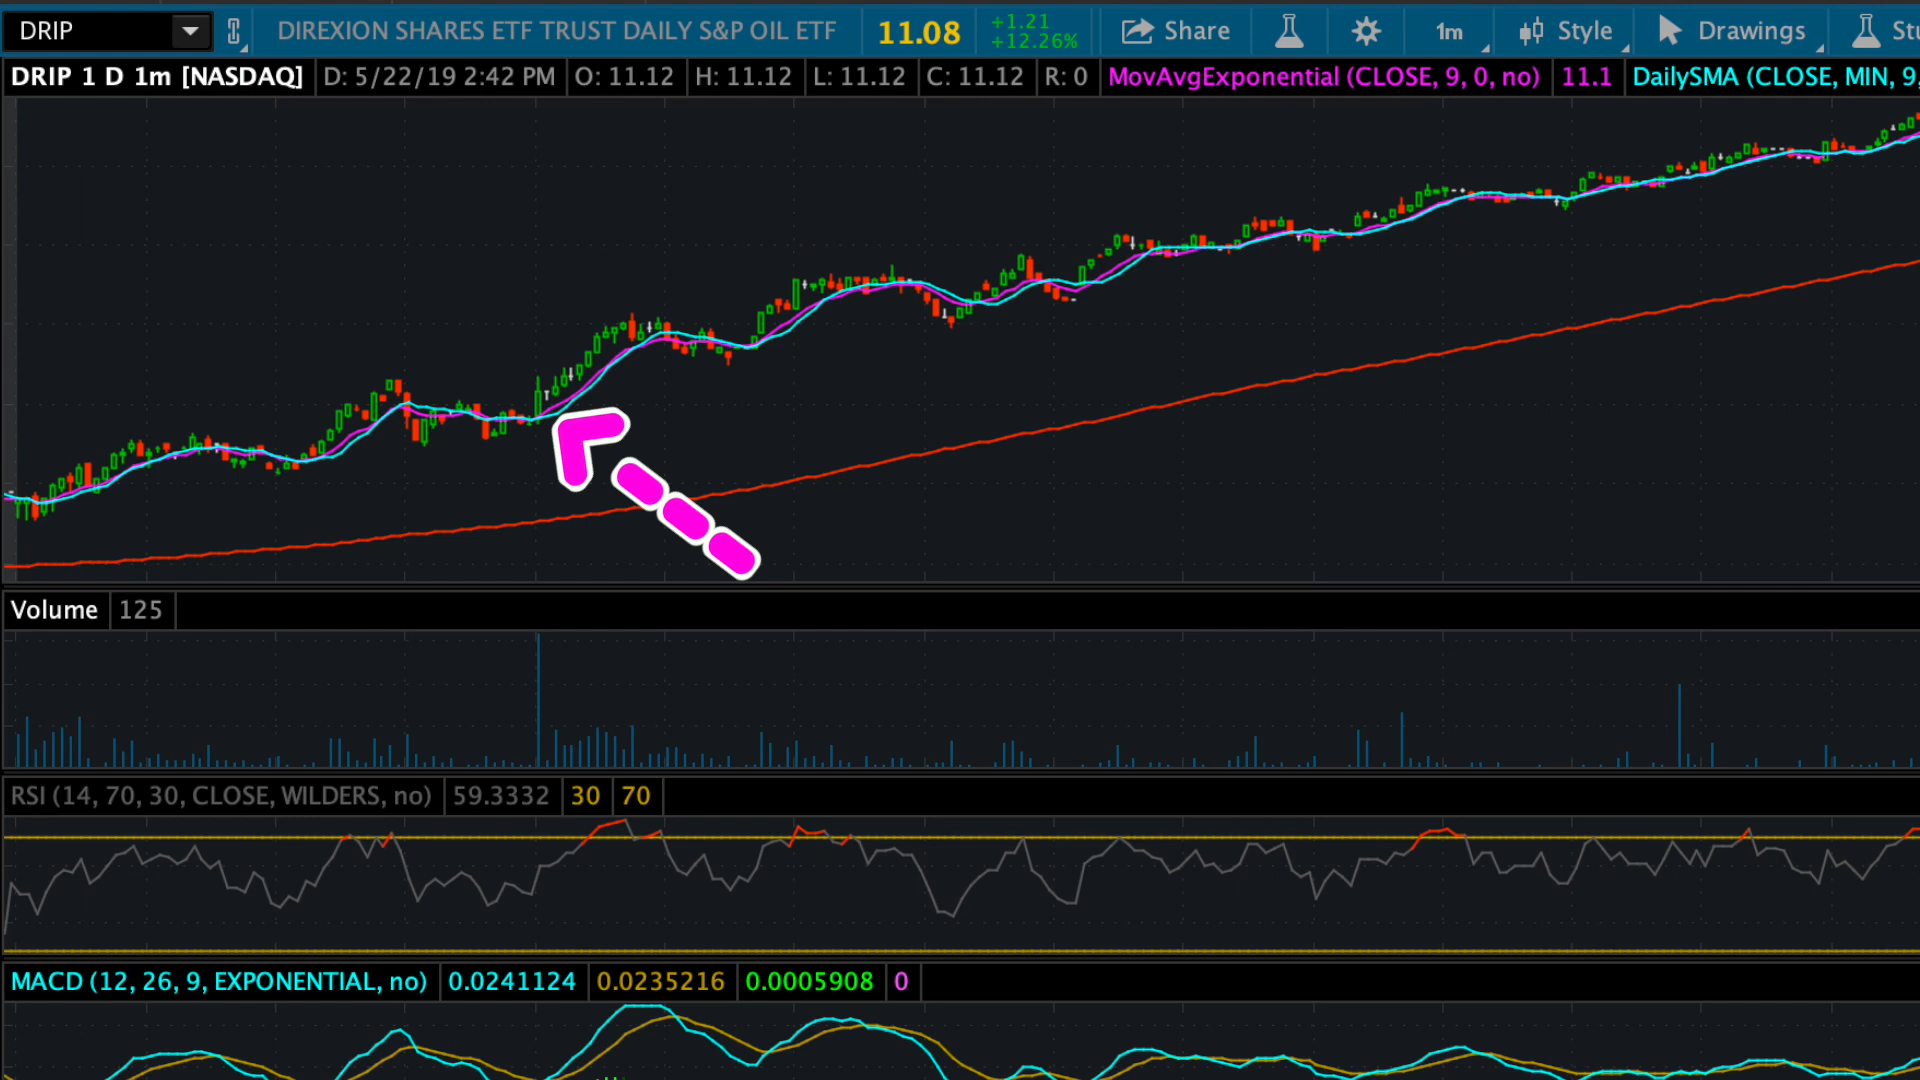 DRIP DIREXION SHARES ETF TRUST DAILY S&P OIL ETF 11.08 +1.21 Share 1m Style Drawings Stu
+12.26%
DRIP 1 D 1m [NASDAQ] D: 5/22/19 2:42 PM O: 11.12 H: 11.12 L: 11.12 C: 11.12 R: 0 MovAvgExponential (CLOSE, 9, 0, no) 11.1 DailySMA (CLOSE, MIN, 9,
Volume 125
RSI (14, 70, 30, CLOSE, WILDERS, no) 59.3332 30 70
MACD (12, 26, 9, EXPONENTIAL, no) 0.0241124 0.0235216 0.0005908 0